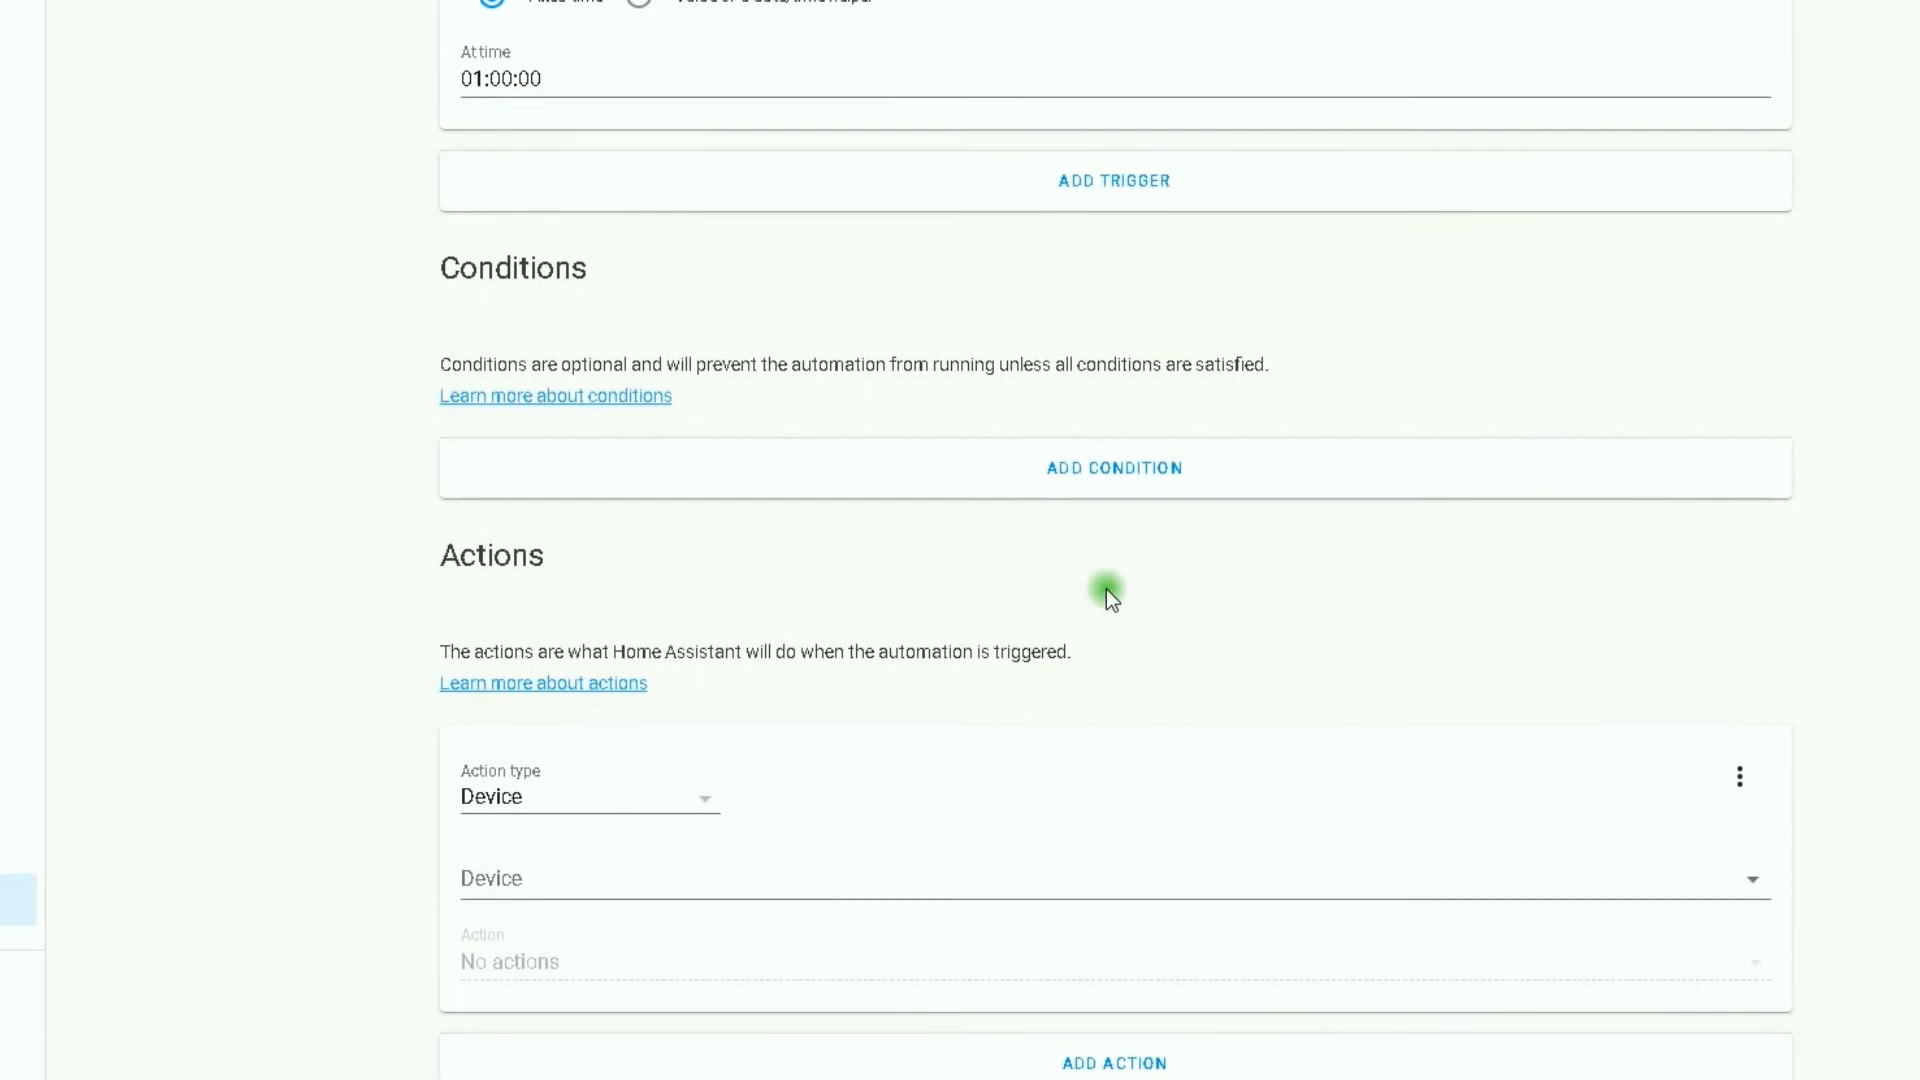 At time
01:00:00
ADD TRIGGER
Conditions
Conditions are optional and will prevent the automation from running unless all conditions are satisfied.
Learn more about conditions
ADD CONDITION
Actions
The actions are what Home Assistant will do when the automation is triggered.
Learn more about actions
Action type
Device
Device
Action
No actions
ADD ACTION